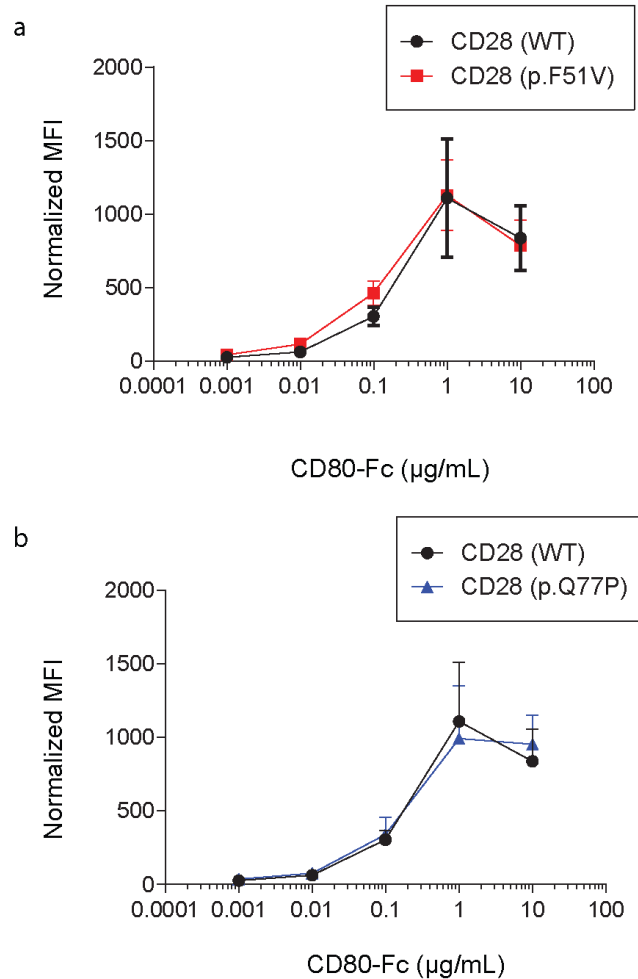 a
CD28 (WT)
CD28 (p.F51V)
2000
1500
1000
500
0
Normalized MFI
0.0001 0.001 0.01 0.1 1 10 100
CD80-Fc (µg/mL)
b
CD28 (WT)
CD28 (p.Q77P)
2000
1500
1000
500
0
Normalized MFI
0.0001 0.001 0.01 0.1 1 10 100
CD80-Fc (µg/mL)